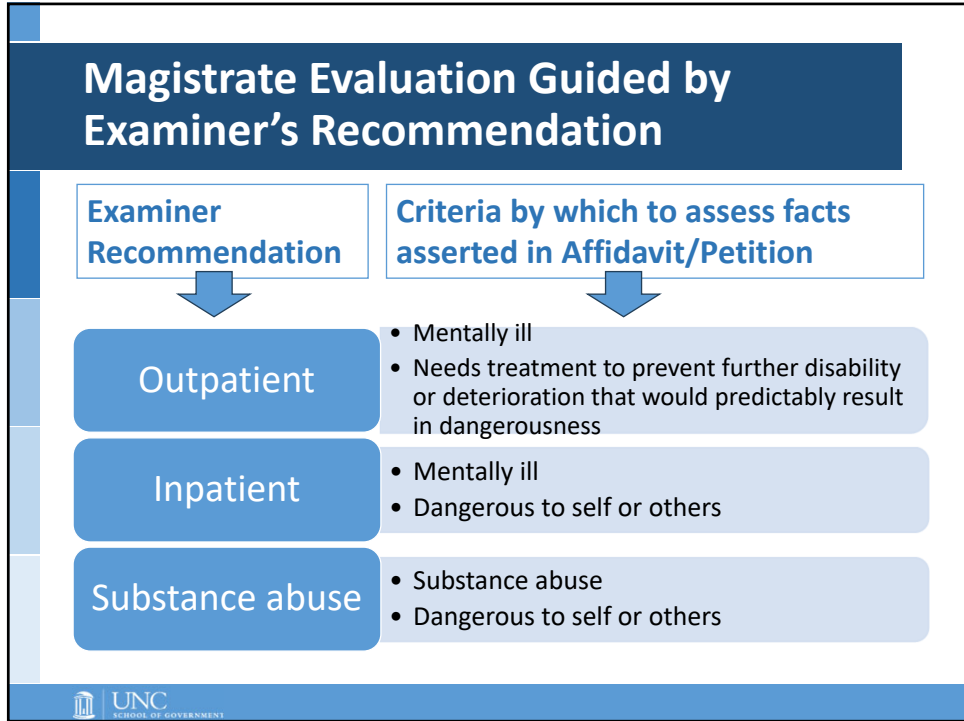 Magistrate Evaluation Guided by
Examiner’s Recommendation
Examiner
Recommendation
Criteria by which to assess facts
asserted in Affidavit/Petition
Outpatient
• Mentally ill
• Needs treatment to prevent further disability
or deterioration that would predictably result
in dangerousness
Inpatient
• Mentally ill
• Dangerous to self or others
Substance abuse
• Substance abuse
• Dangerous to self or others
UNC
SCHOOL OF GOVERNMENT